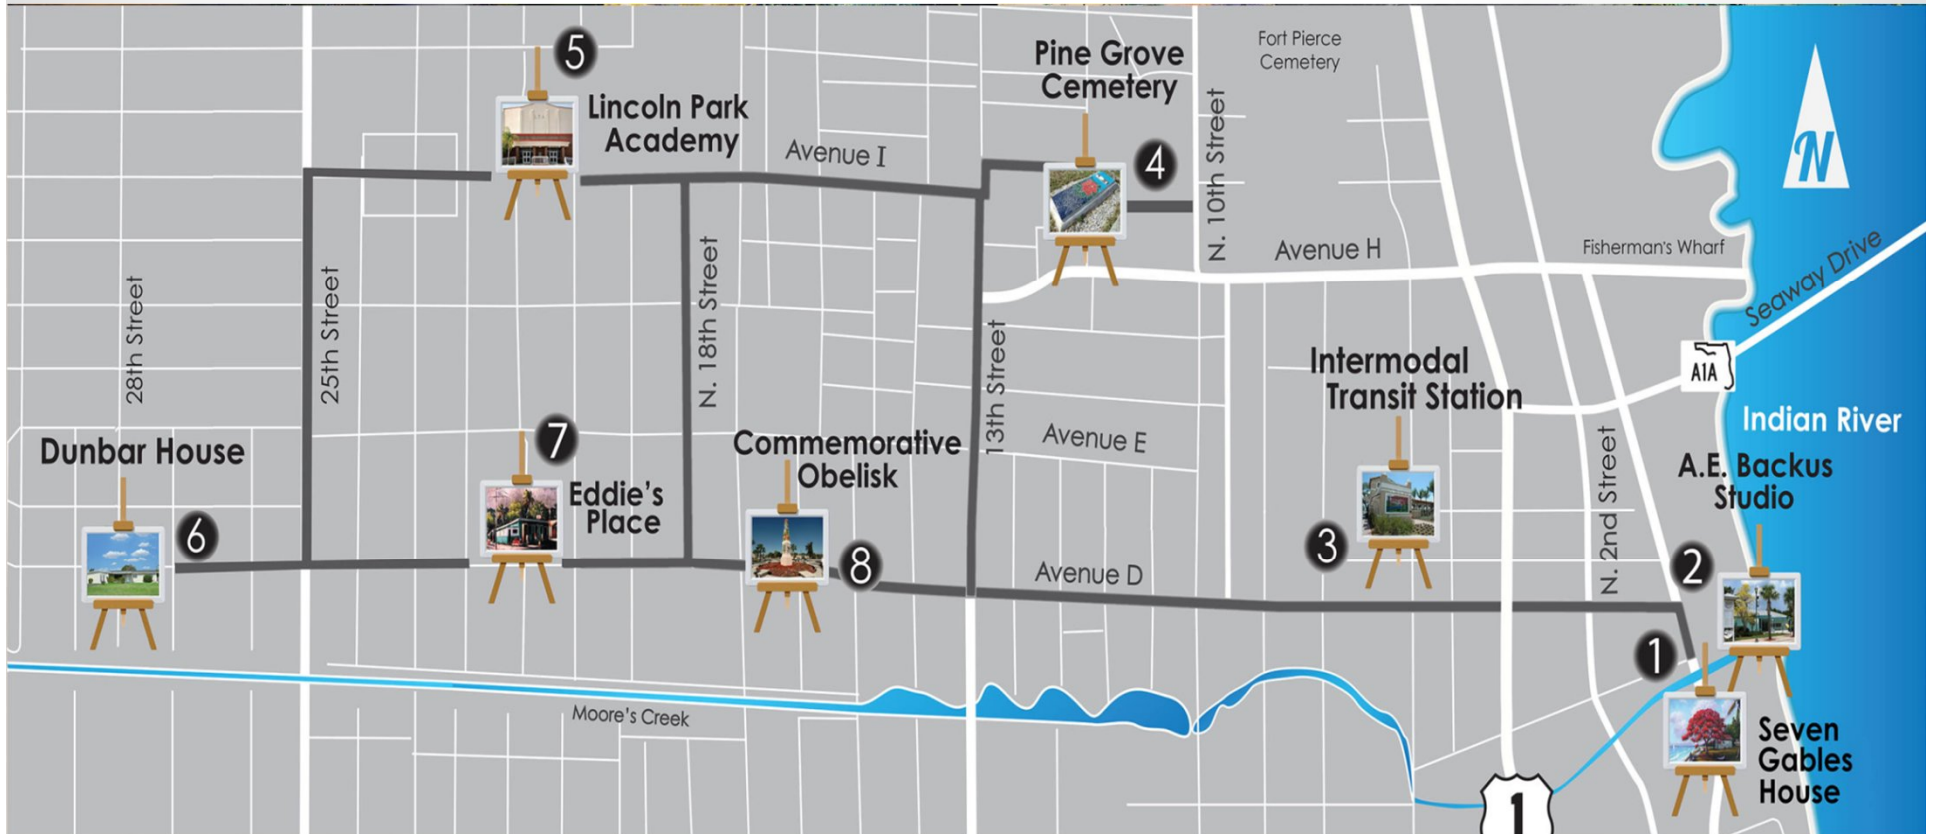 5
Lincoln Park
Academy
Pine Grove
Cemetery
4
Fort Pierce
Cemetery
N
Avenue I
N. 10th Street
Avenue H
Fisherman's Wharf
Seaway Drive
A1A
28th Street
25th Street
N. 18th Street
13th Street
Intermodal
Transit Station
3
Indian River
Dunbar House
6
7
Eddie's
Place
Commemorative
Obelisk
8
Avenue E
Avenue D
N. 2nd Street
A.E. Backus
Studio
2
1
Seven
Gables
House
Moore's Creek
1